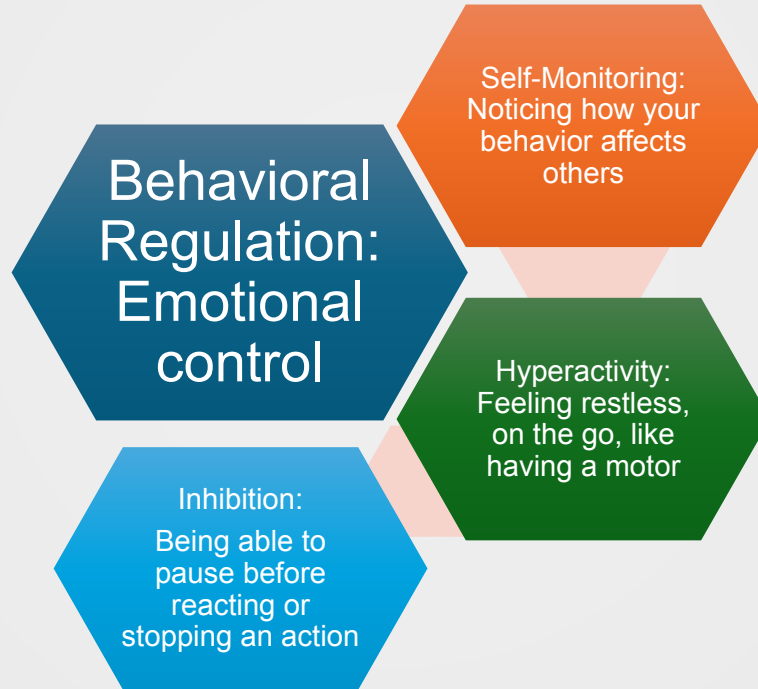 Behavioral
Regulation:
Emotional
control
Self-Monitoring:
Noticing how your
behavior affects
others
Hyperactivity:
Feeling restless,
on the go, like
having a motor
Inhibition:
Being able to
pause before
reacting or
stopping an action